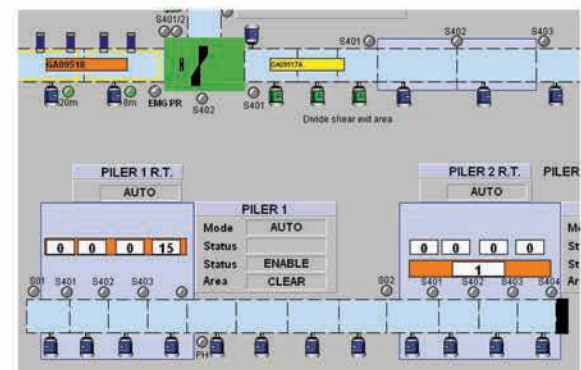 S401/2
S401
S402
S403
GA09518
GA09517A
20m
8m
EMG PR
S402
S401
Divide shear exit area
PILER 1 R.T.
AUTO
PILER 2 R.T.
AUTO
PILER
PILER 1
Mode AUTO
Status
Status ENABLE
Area CLEAR
0 0 0 15
0 0 0 0
1
S01 S401 S402 S403
S02 S401 S402 S403 S404
PH